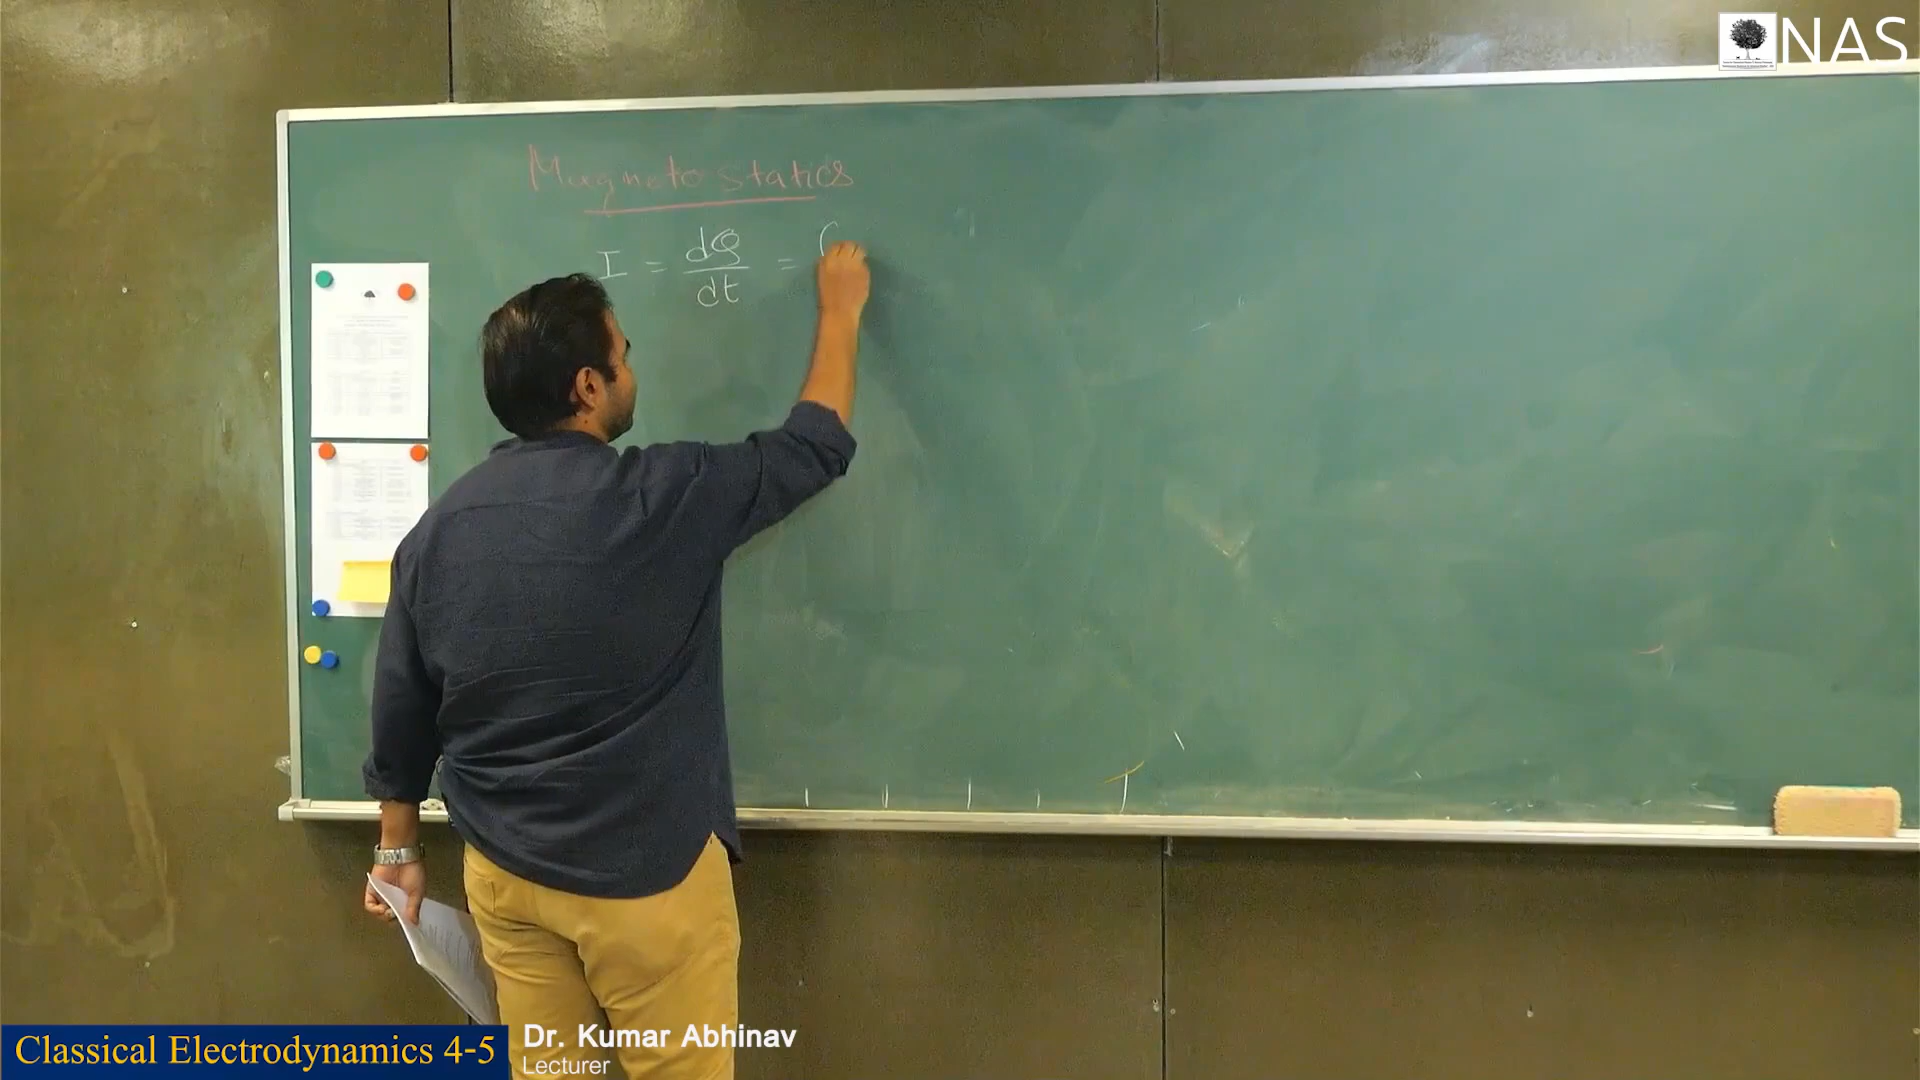 NAS
Magnetostatics
I = dQ/dt =
Classical Electrodynamics 4-5
Dr. Kumar Abhinav
Lecturer